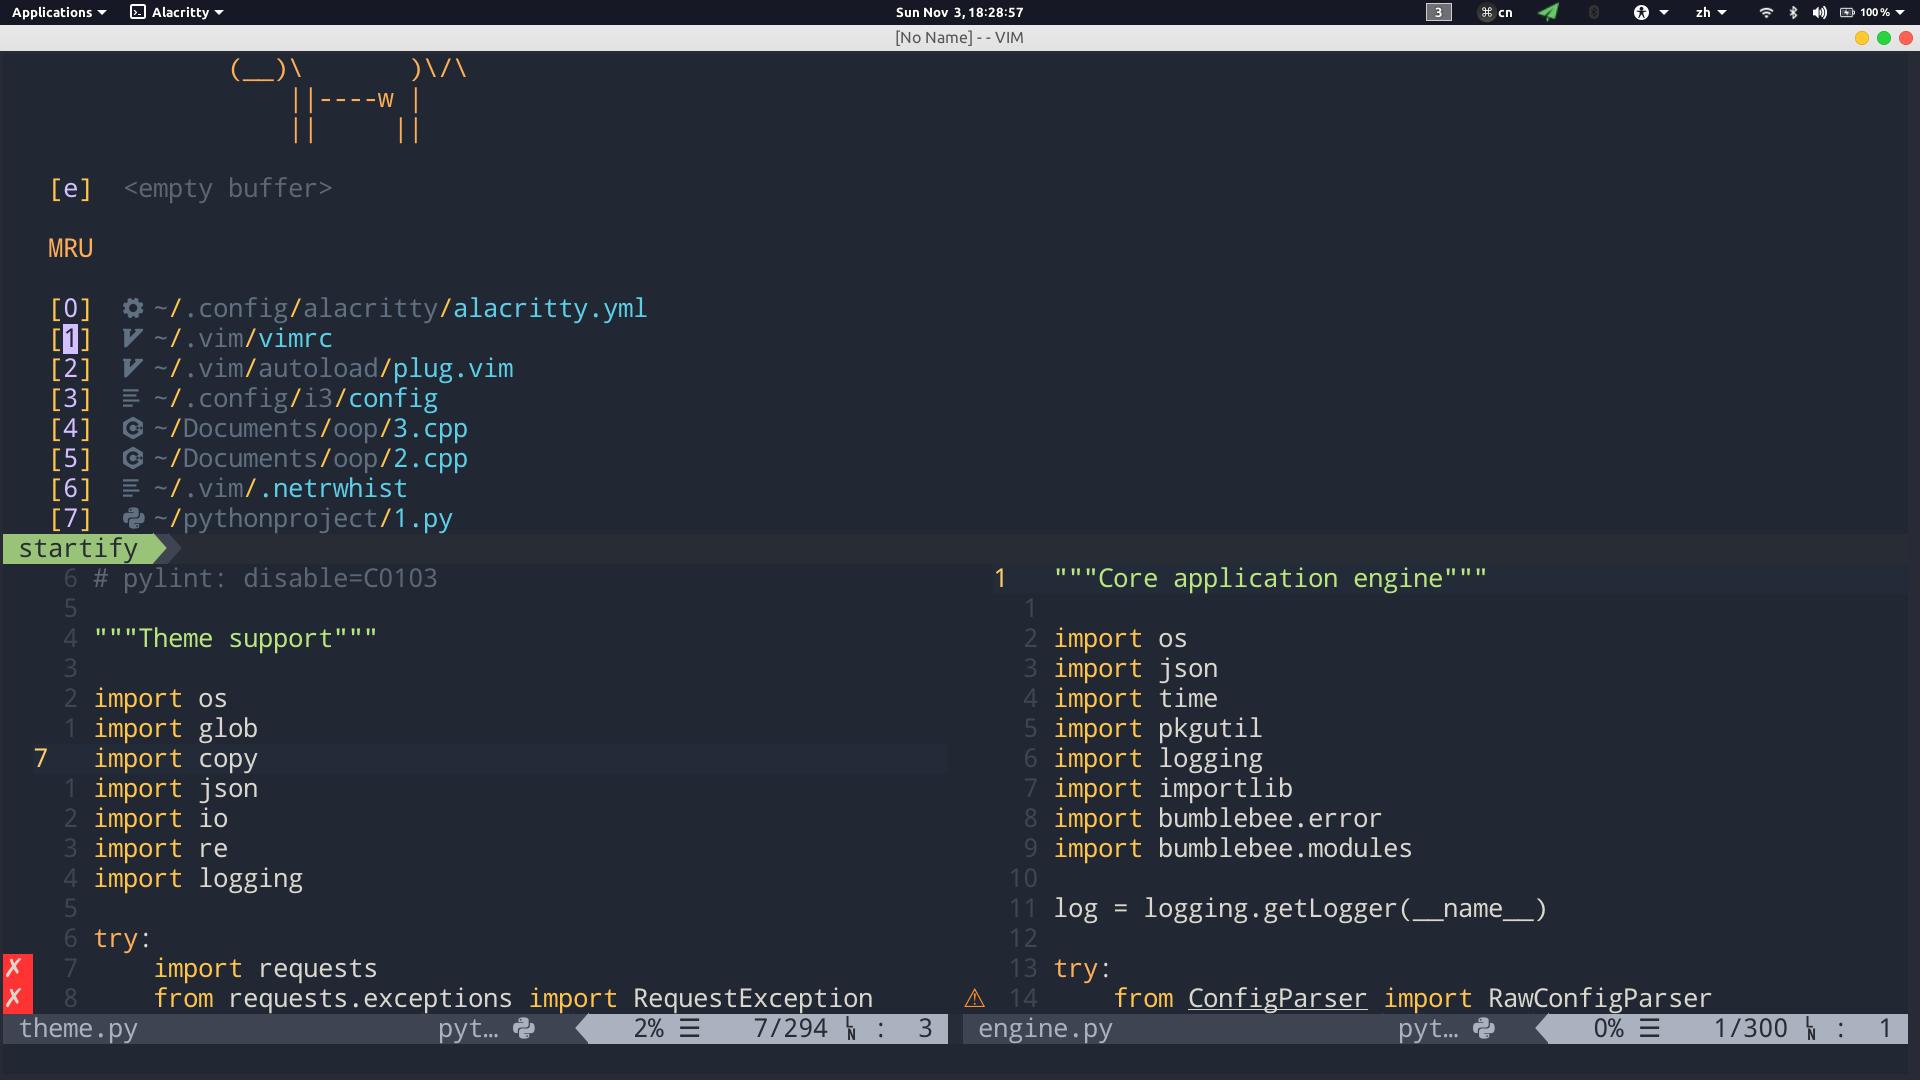 Applications Alacritty Sun Nov 3, 18:28:57 3 ⌘ cn zh 100 %
[No Name] - - VIM
(__)\       )\/\
||----w |
||     ||
[e]  <empty buffer>
MRU
[0]  ~/.config/alacritty/alacritty.yml
[1]  ~/.vim/vimrc
[2]  ~/.vim/autoload/plug.vim
[3]  ~/.config/i3/config
[4]  ~/Documents/oop/3.cpp
[5]  ~/Documents/oop/2.cpp
[6]  ~/.vim/.netrwhist
[7]  ~/pythonproject/1.py
startify
6 # pylint: disable=C0103
5
4 """Theme support"""
3
2 import os
1 import glob
7 import copy
1 import json
2 import io
3 import re
4 import logging
5
6 try:
✗ 7     import requests
✗ 8     from requests.exceptions import RequestException
theme.py pyt… 2% ☰ 7/294 LN : 3
1 """Core application engine"""
1
2 import os
3 import json
4 import time
5 import pkgutil
6 import logging
7 import importlib
8 import bumblebee.error
9 import bumblebee.modules
10
11 log = logging.getLogger(__name__)
12
13 try:
⚠ 14     from ConfigParser import RawConfigParser
engine.py pyt… 0% ☰ 1/300 LN : 1